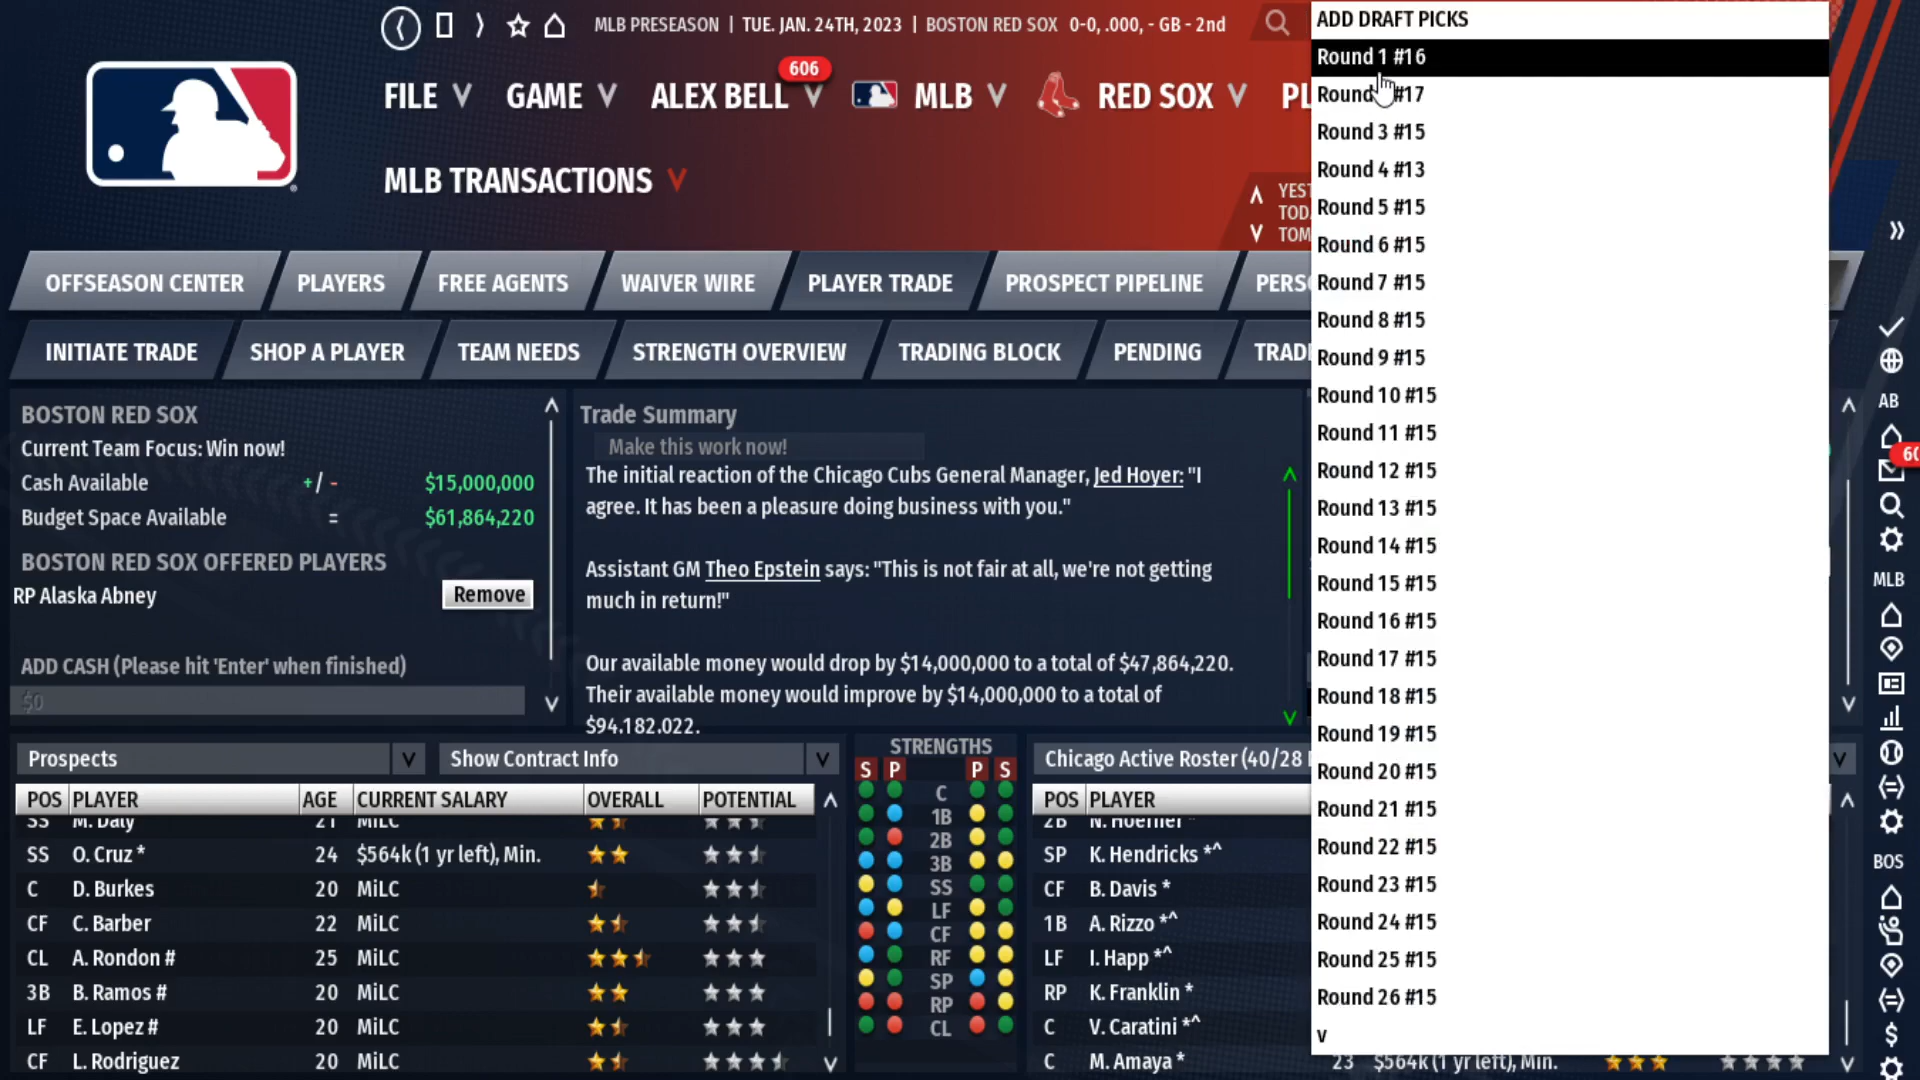 MLB PRESEASON | TUE. JAN. 24TH, 2023 | BOSTON RED SOX 0-0, .000, - GB - 2nd
606
FILE GAME ALEX BELL MLB RED SOX PL
MLB TRANSACTIONS
YEST
TOD
TOM
OFFSEASON CENTER PLAYERS FREE AGENTS WAIVER WIRE PLAYER TRADE PROSPECT PIPELINE PERS
INITIATE TRADE SHOP A PLAYER TEAM NEEDS STRENGTH OVERVIEW TRADING BLOCK PENDING TRAD
BOSTON RED SOX
Current Team Focus: Win now!
Cash Available +/- $15,000,000
Budget Space Available = $61,864,220
BOSTON RED SOX OFFERED PLAYERS
RP Alaska Abney Remove
ADD CASH (Please hit 'Enter' when finished)
$0
Trade Summary
Make this work now!
The initial reaction of the Chicago Cubs General Manager, Jed Hoyer: "I
agree. It has been a pleasure doing business with you."
Assistant GM Theo Epstein says: "This is not fair at all, we're not getting
much in return!"
Our available money would drop by $14,000,000 to a total of $47,864,220.
Their available money would improve by $14,000,000 to a total of
$94,182,022.
ADD DRAFT PICKS
Round 1 #16
Round #17
Round 3 #15
Round 4 #13
Round 5 #15
Round 6 #15
Round 7 #15
Round 8 #15
Round 9 #15
Round 10 #15
Round 11 #15
Round 12 #15
Round 13 #15
Round 14 #15
Round 15 #15
Round 16 #15
Round 17 #15
Round 18 #15
Round 19 #15
Round 20 #15
Round 21 #15
Round 22 #15
Round 23 #15
Round 24 #15
Round 25 #15
Round 26 #15
v
AB
60
MLB
BOS
$
Prospects Show Contract Info
POS PLAYER AGE CURRENT SALARY OVERALL POTENTIAL
SS M. Daly 21 MiLC
SS O. Cruz * 24 $564k (1 yr left), Min.
C D. Burkes 20 MiLC
CF C. Barber 22 MiLC
CL A. Rondon # 25 MiLC
3B B. Ramos # 20 MiLC
LF E. Lopez # 20 MiLC
CF L. Rodriguez 20 MiLC
STRENGTHS
S P P S
C
1B
2B
3B
SS
LF
CF
RF
SP
RP
CL
Chicago Active Roster (40/28
POS PLAYER
2B N. Hoerner *
SP K. Hendricks *^
CF B. Davis *
1B A. Rizzo *^
LF I. Happ *^
RP K. Franklin *
C V. Caratini *^
C M. Amaya * 23 $564k (1 yr left), Min.